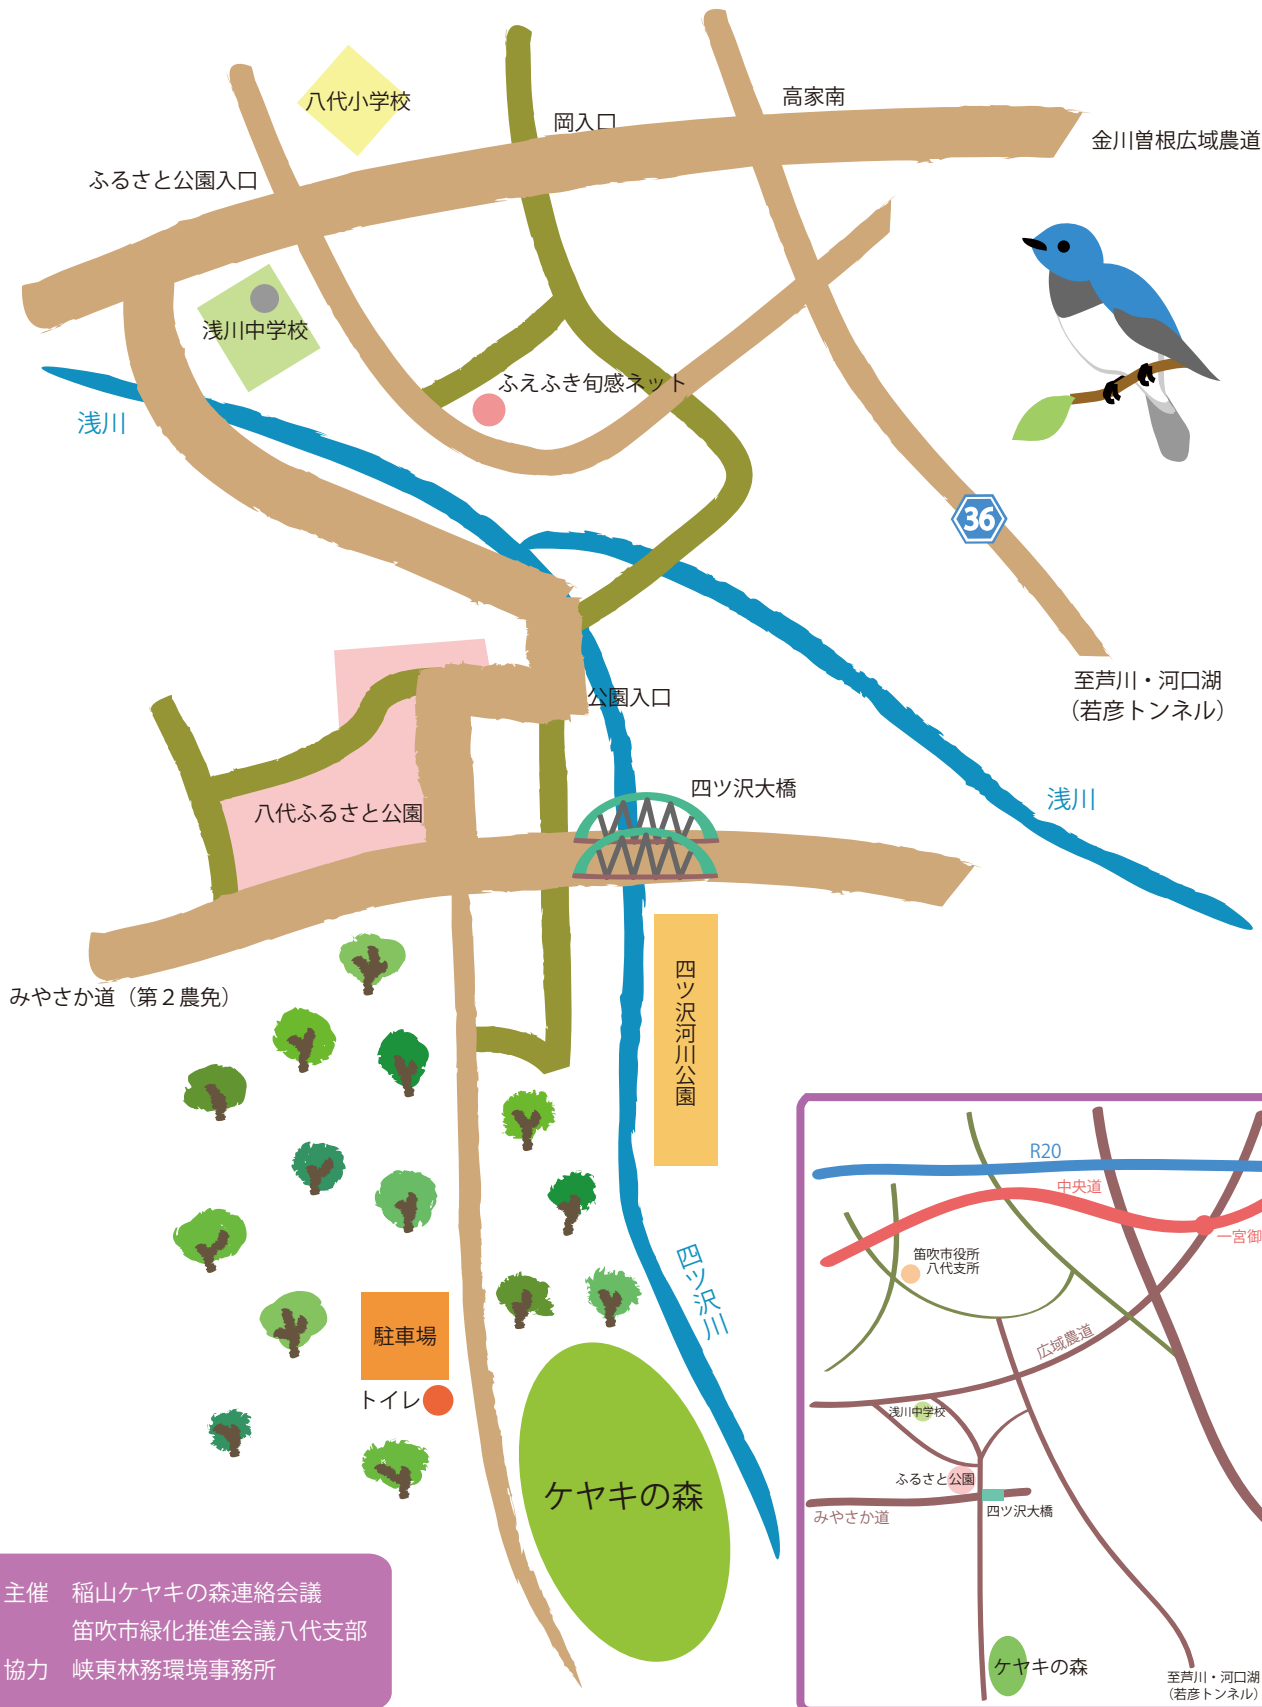 八代小学校
高家南
岡入口
金川曽根広域農道
ふるさと公園入口
浅川中学校
ふえふき旬感ネット
浅川
36
至芦川・河口湖
（若彦トンネル）
公園入口
四ツ沢大橋
浅川
八代ふるさと公園
みやさか道（第２農免）
四ツ沢河川公園
四ツ沢川
駐車場
トイレ
ケヤキの森
主催　稲山ケヤキの森連絡会議
笛吹市緑化推進会議八代支部
協力　峡東林務環境事務所
R20
中央道
一宮御
笛吹市役所
八代支所
広域農道
浅川中学校
ふるさと公園
四ツ沢大橋
みやさか道
ケヤキの森
至芦川・河口湖
（若彦トンネル）